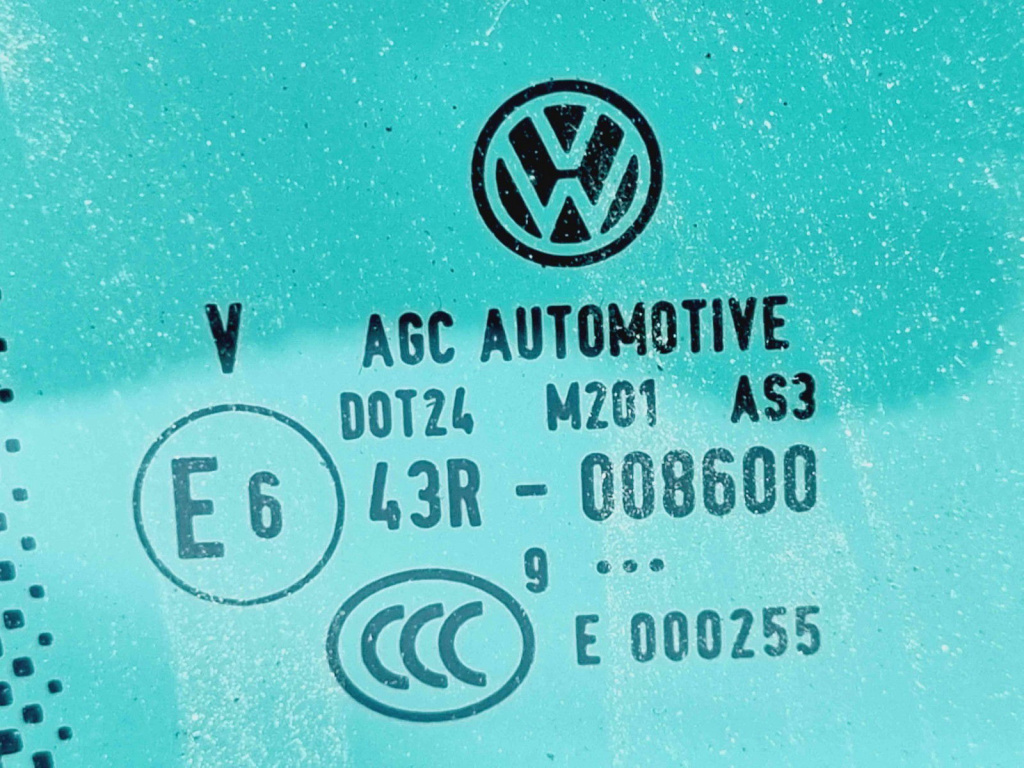 V AGC AUTOMOTIVE
DOT24 M201 AS3
E 6 43R - 008600
9 ...
CCC E 000255